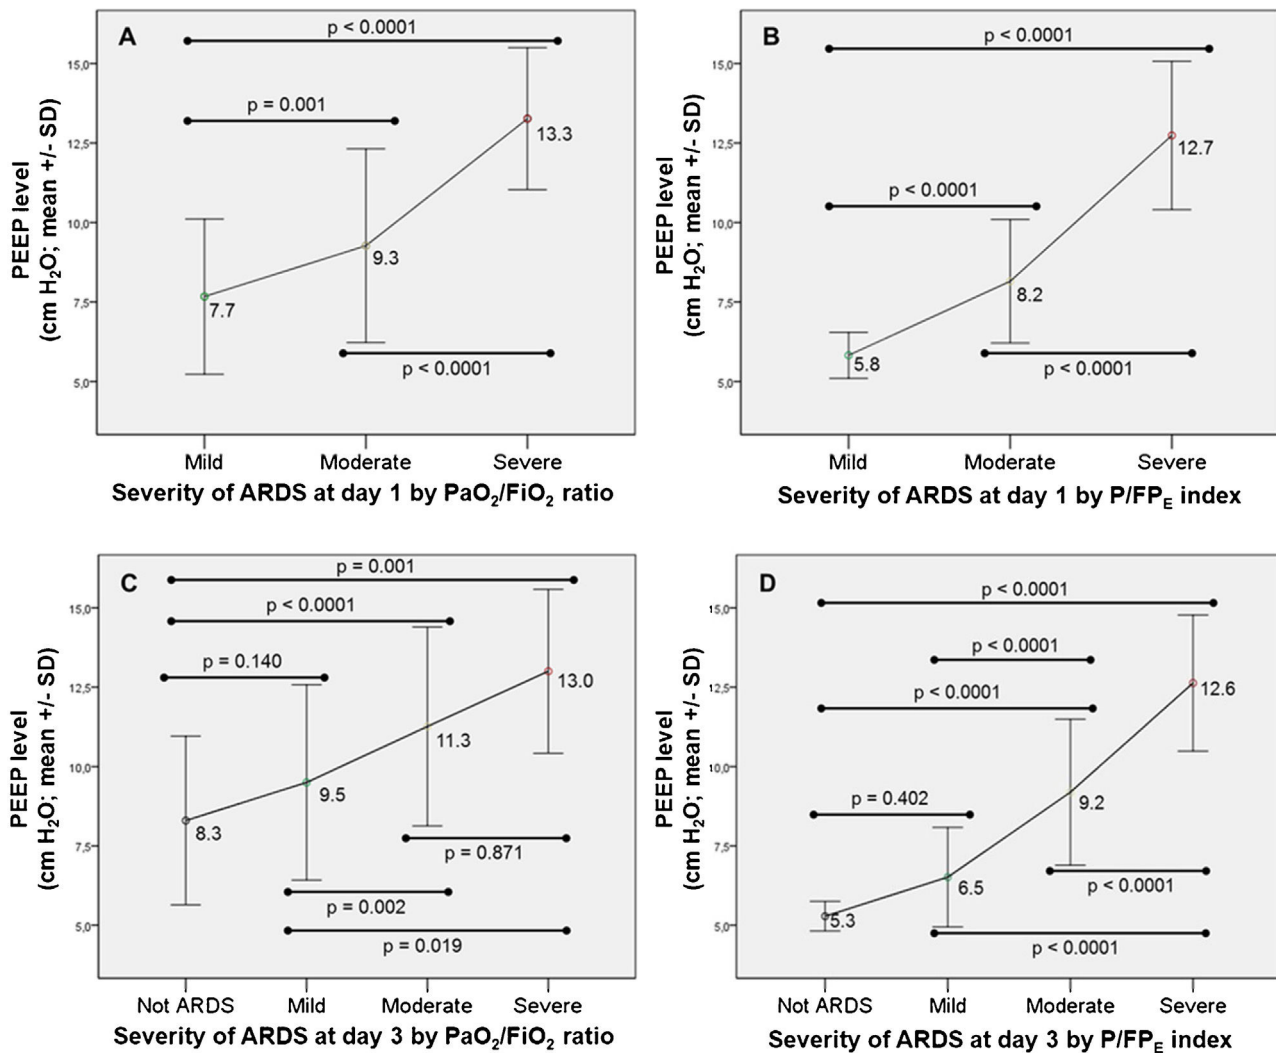 A
p < 0.0001
15,0
p = 0.001
12,5
13.3
10,0
9.3
7,5
7.7
p < 0.0001
5,0
PEEP level
(cm H₂O; mean +/- SD)
Mild Moderate Severe
Severity of ARDS at day 1 by PaO₂/FiO₂ ratio
B
p < 0.0001
15,0
12,5
12.7
p < 0.0001
10,0
8.2
7,5
p < 0.0001
5.8
5,0
PEEP level
(cm H₂O; mean +/- SD)
Mild Moderate Severe
Severity of ARDS at day 1 by P/FP_E index
C
p = 0.001
15,0
p < 0.0001
p = 0.140
12,5
13.0
11.3
10,0
9.5
8.3
7,5
p = 0.871
p = 0.002
5,0
p = 0.019
PEEP level
(cm H₂O; mean +/- SD)
Not ARDS Mild Moderate Severe
Severity of ARDS at day 3 by PaO₂/FiO₂ ratio
D
p < 0.0001
15,0
p < 0.0001
p < 0.0001
12,5
12.6
10,0
p = 0.402
9.2
7,5
6.5
p < 0.0001
5.3
5,0
p < 0.0001
PEEP level
(cm H₂O; mean +/- SD)
Not ARDS Mild Moderate Severe
Severity of ARDS at day 3 by P/FP_E index